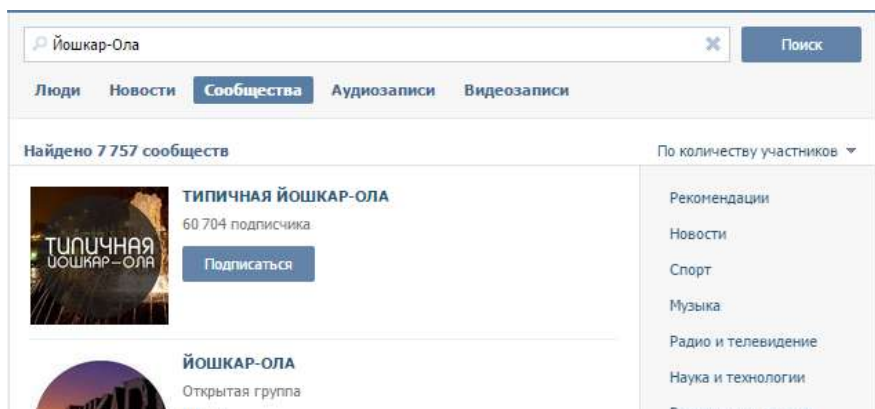 Йошкар-Ола
Поиск
Люди Новости Сообщества Аудиозаписи Видеозаписи
Найдено 7 757 сообществ
По количеству участников
ТИПИЧНАЯ ЙОШКАР-ОЛА
60 704 подписчика
Подписаться
ТИПИЧНАЯ
ЙОШКАР-ОЛА
ЙОШКАР-ОЛА
Открытая группа
Рекомендации
Новости
Спорт
Музыка
Радио и телевидение
Наука и технологии